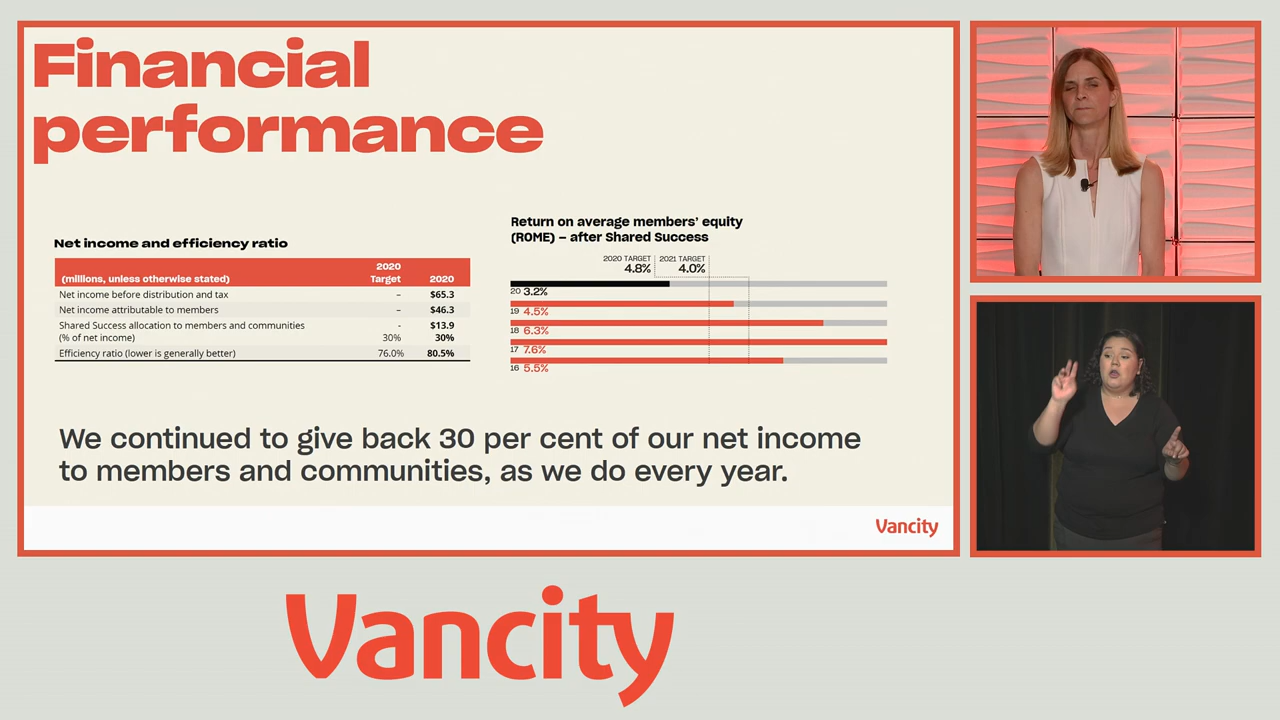 Financial
performance
Net income and efficiency ratio
(millions, unless otherwise stated) 2020 Target 2020
Net income before distribution and tax – $65.3
Net income attributable to members – $46.3
Shared Success allocation to members and communities - $13.9
(% of net income) 30% 30%
Efficiency ratio (lower is generally better) 76.0% 80.5%
Return on average members’ equity
(ROME) – after Shared Success
2020 TARGET 2021 TARGET
4.8% 4.0%
20 3.2%
19 4.5%
18 6.3%
17 7.6%
16 5.5%
We continued to give back 30 per cent of our net income
to members and communities, as we do every year.
Vancity
Vancity